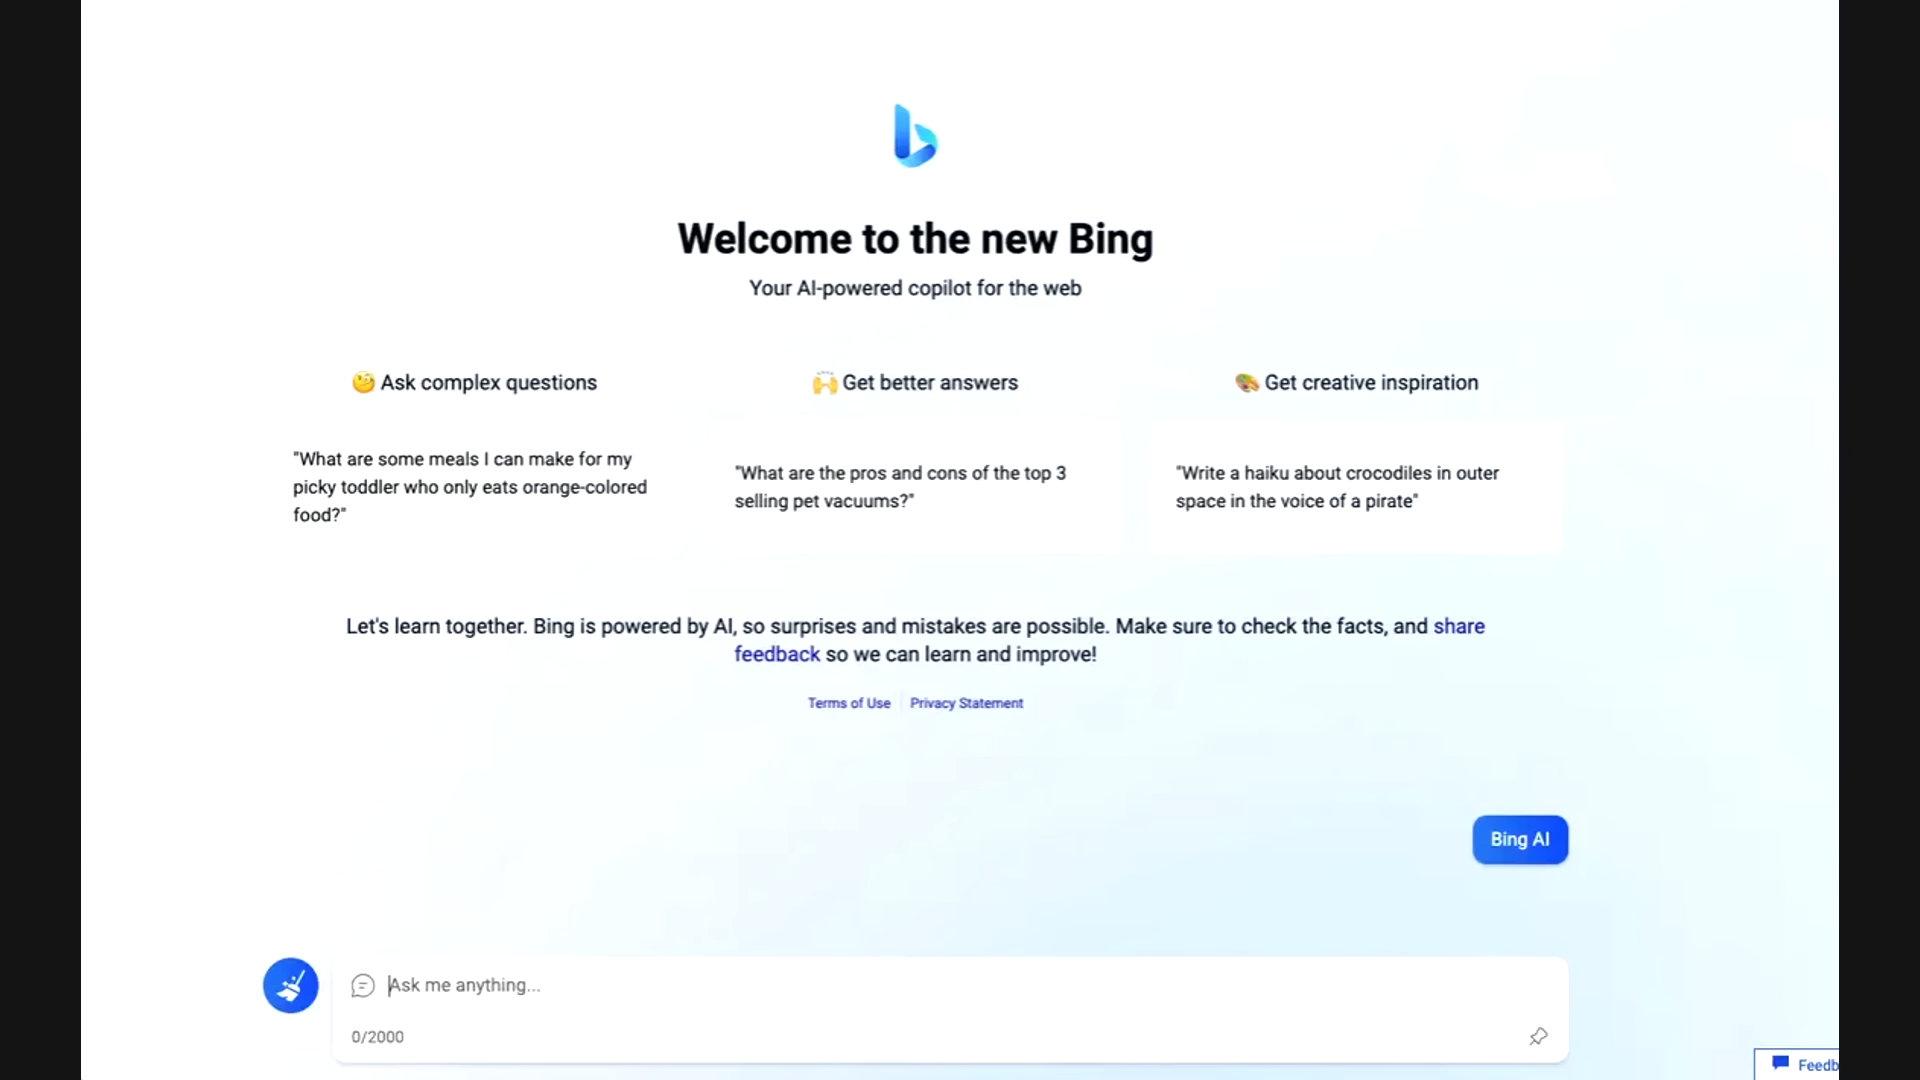 Welcome to the new Bing
Your AI-powered copilot for the web
Ask complex questions
"What are some meals I can make for my
picky toddler who only eats orange-colored
food?"
Get better answers
"What are the pros and cons of the top 3
selling pet vacuums?"
Get creative inspiration
"Write a haiku about crocodiles in outer
space in the voice of a pirate"
Let's learn together. Bing is powered by AI, so surprises and mistakes are possible. Make sure to check the facts, and share
feedback so we can learn and improve!
Terms of Use Privacy Statement
Bing AI
Ask me anything...
0/2000
Feedb